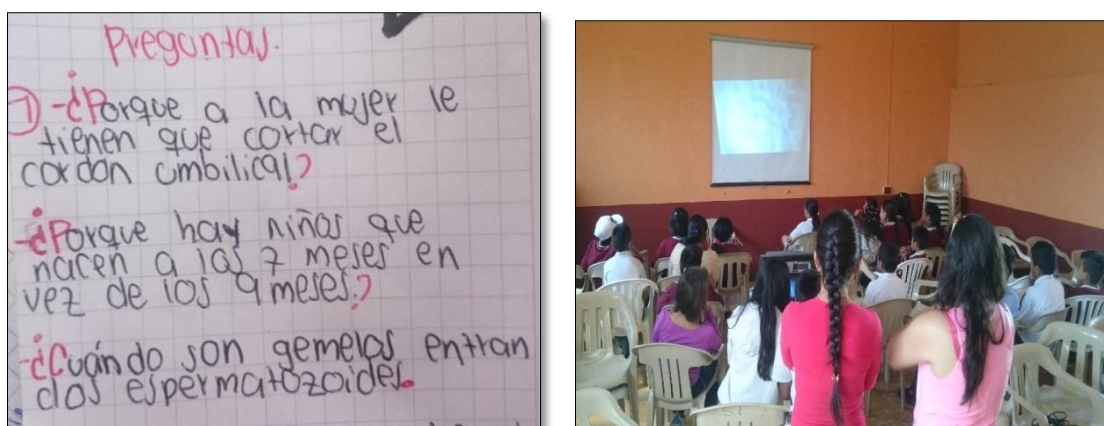 Preguntas.
1 -¿Porque a la mujer le
tienen que cortar el
cordon umbilical?
-¿Porque hay niños que
nacen a los 7 meses en
vez de los 9 meses?
-¿Cuándo son gemelos entran
dos espermatozoides.